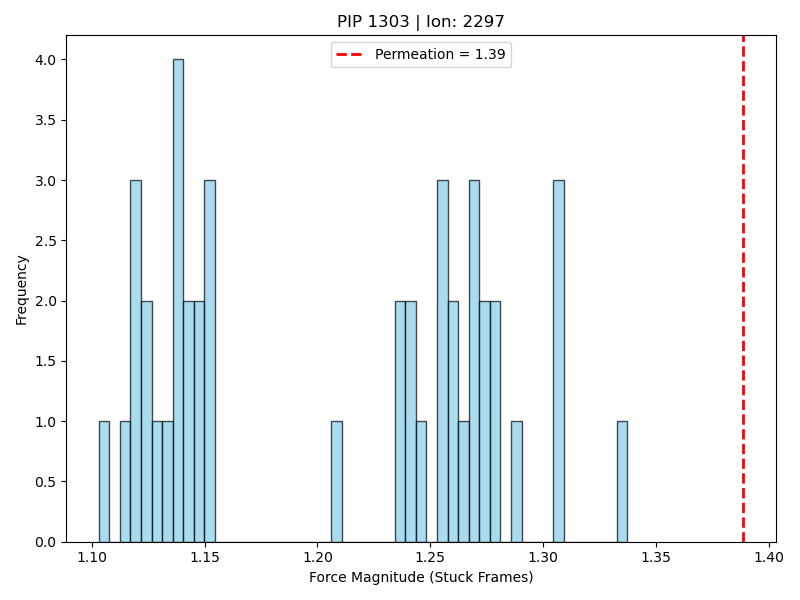 PIP 1303 | Ion: 2297
Permeation = 1.39
4.0
3.5
3.0
2.5
2.0
1.5
1.0
0.5
0.0
Frequency
1.10 1.15 1.20 1.25 1.30 1.35 1.40
Force Magnitude (Stuck Frames)